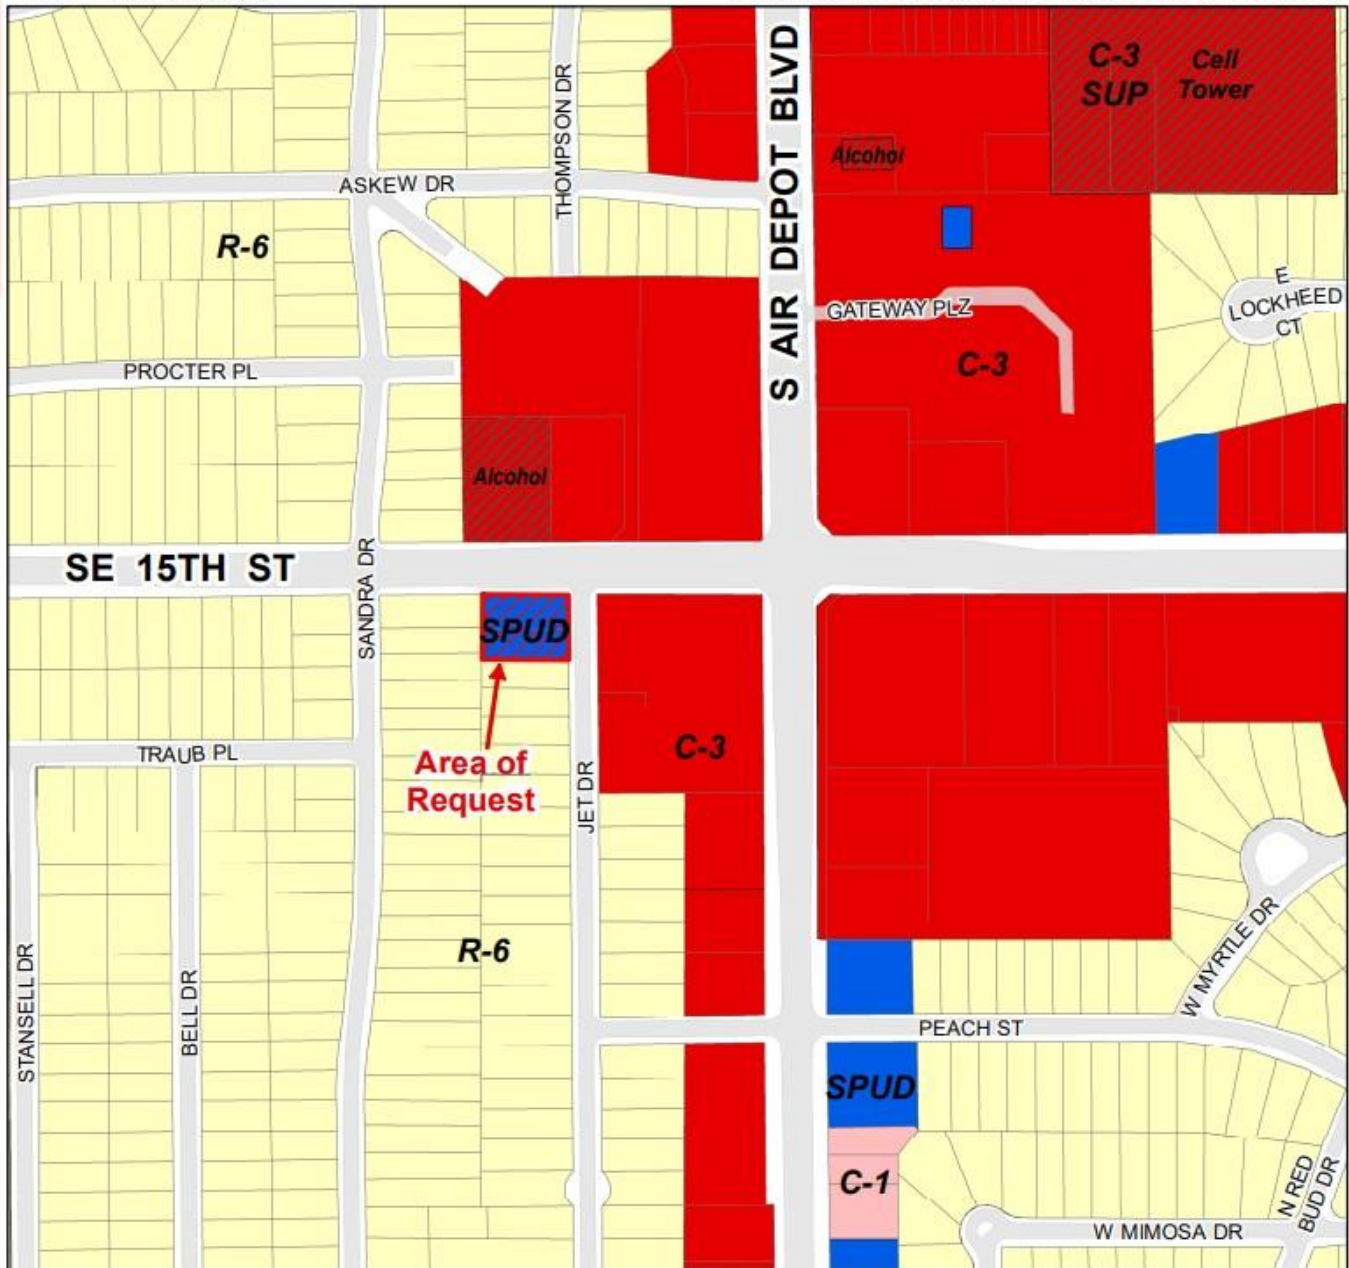 C-3
SUP
Cell
Tower
S AIR DEPOT BLVD
THOMPSON DR
Alcohol
ASKEW DR
R-6
E
LOCKHEED
CT
GATEWAY PLZ
C-3
PROCTER PL
Alcohol
SE 15TH ST
SANDRA DR
SPUD
Area of
Request
C-3
TRAUB PL
JET DR
R-6
STANSELL DR
BELL DR
W MYRTLE DR
PEACH ST
SPUD
C-1
N RED
BUD DR
W MIMOSA DR